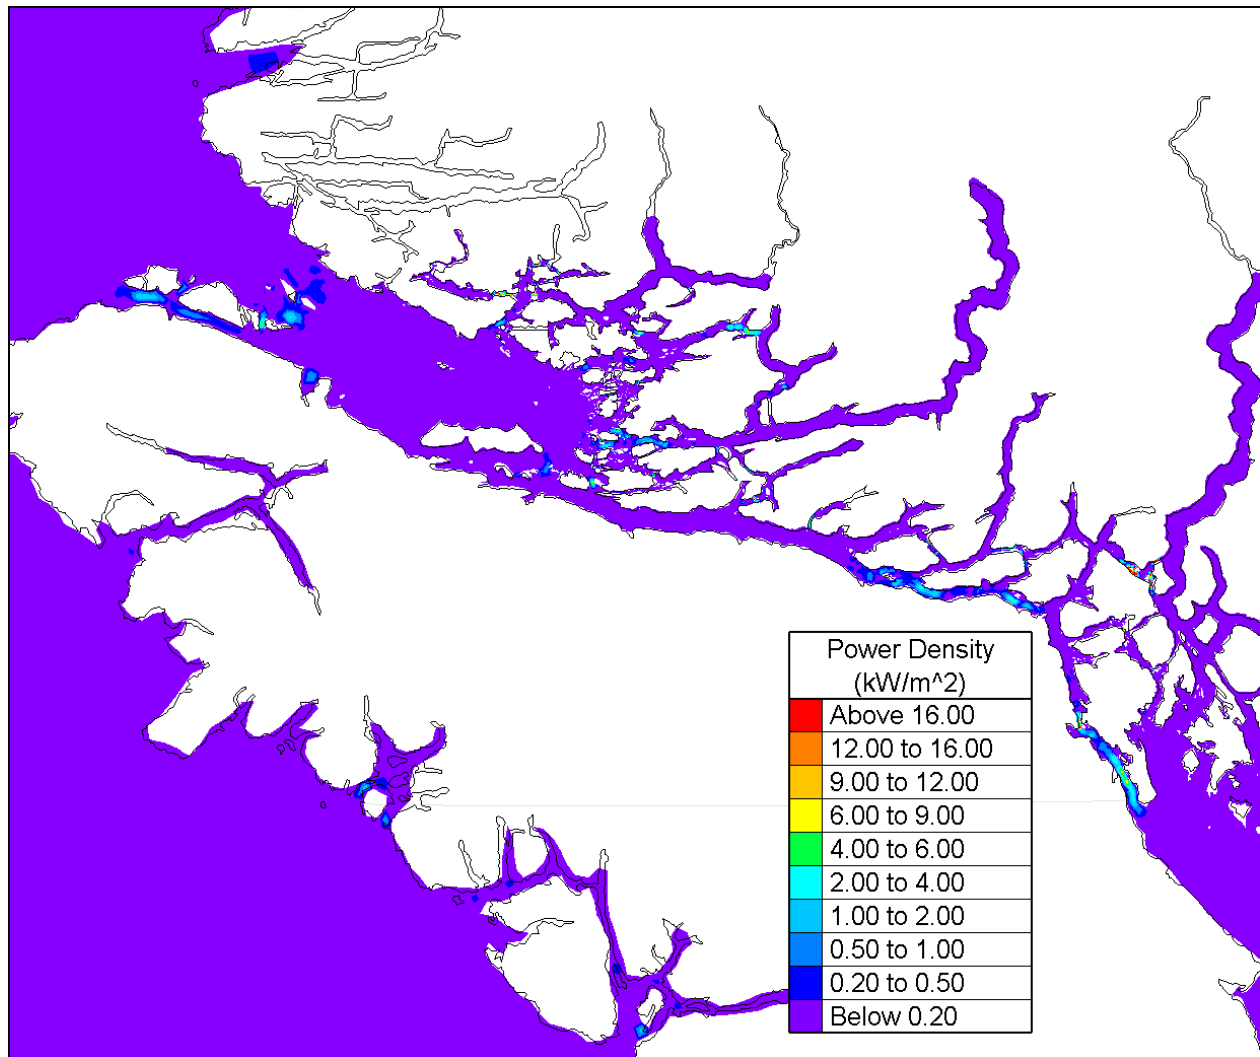 Power Density
(kW/m^2)
Above 16.00
12.00 to 16.00
9.00 to 12.00
6.00 to 9.00
4.00 to 6.00
2.00 to 4.00
1.00 to 2.00
0.50 to 1.00
0.20 to 0.50
Below 0.20